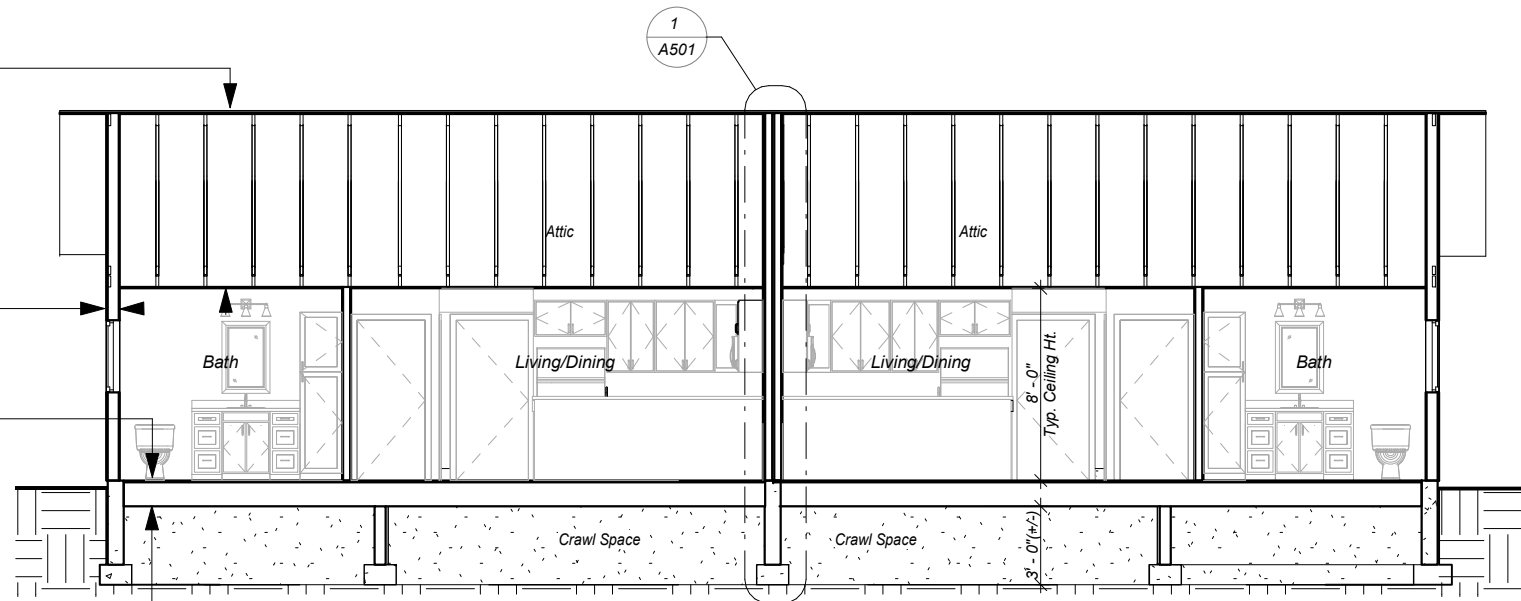 1
A501
Attic
Attic
Bath
Living/Dining
Living/Dining
8' - 0"
Typ. Ceiling Ht.
Bath
Crawl Space
Crawl Space
3' - 0"(+/-)